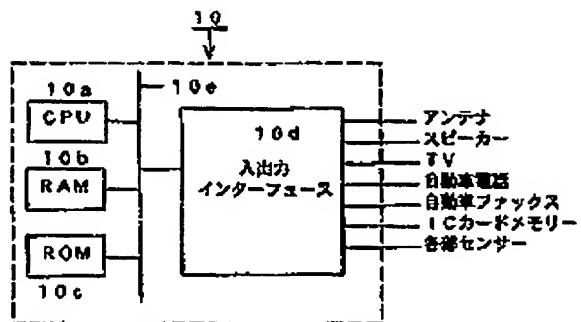 10
10a
CPU
10b
RAM
ROM
10c
10e
10d
入出力
インターフェース
アンテナ
スピーカー
TV
自動車電話
自動車ファックス
ICカードメモリー
各部センサー